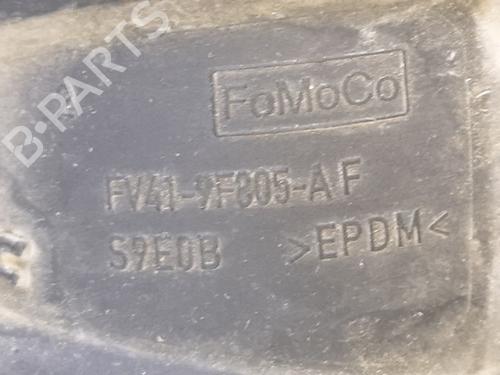 B-PARTS
FoMoCo
FV41-9F805-AF
S9E0B >EPDM<